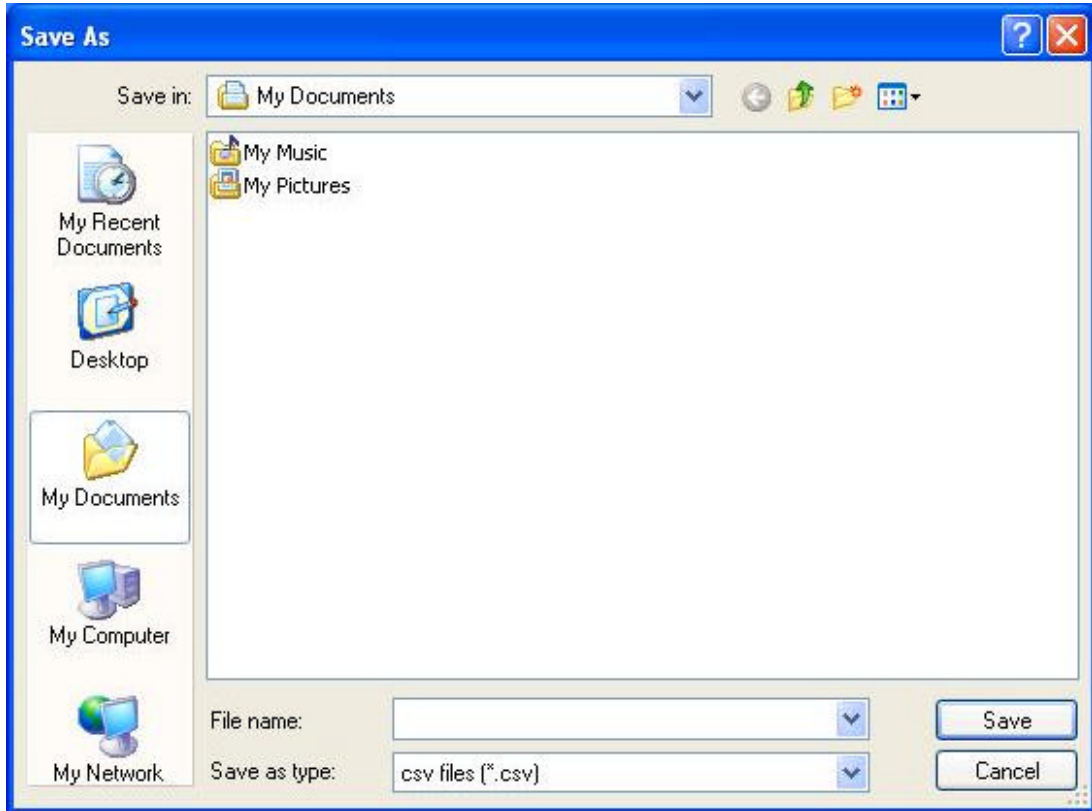 Save As
Save in:
My Documents
My Music
My Pictures
My Recent
Documents
Desktop
My Documents
My Computer
My Network
File name:
Save
Save as type:
csv files (*.csv)
Cancel